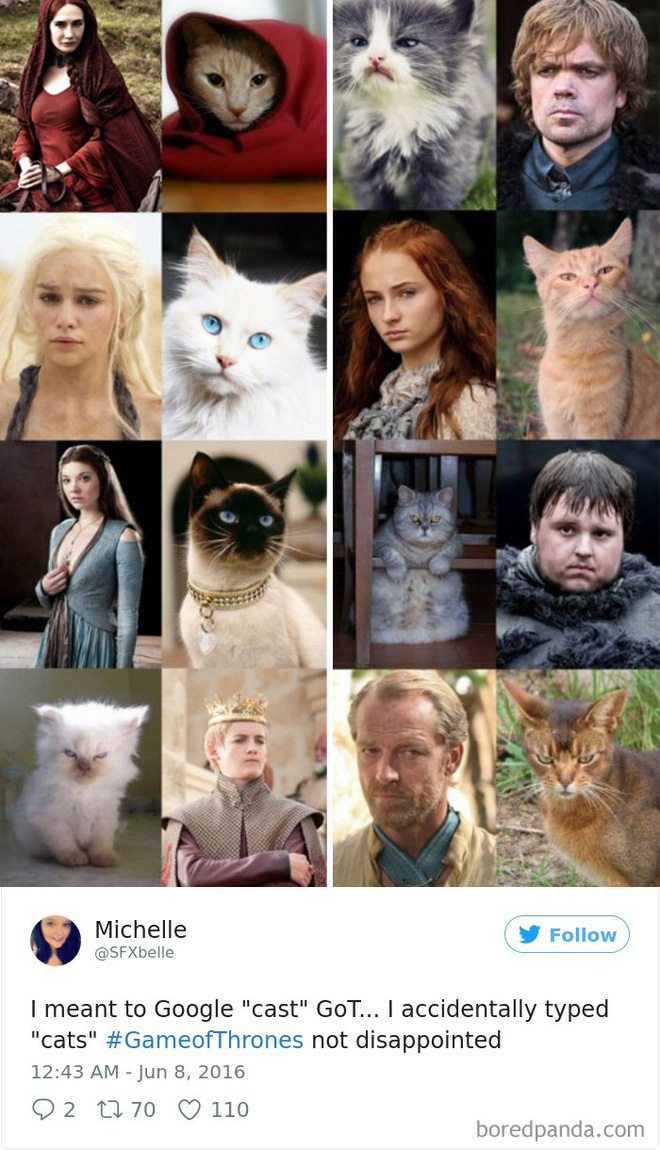 Michelle
@SFXbelle
Follow
I meant to Google "cast" GoT... I accidentally typed
"cats" #GameofThrones not disappointed
12:43 AM - Jun 8, 2016
2 70 110
boredpanda.com